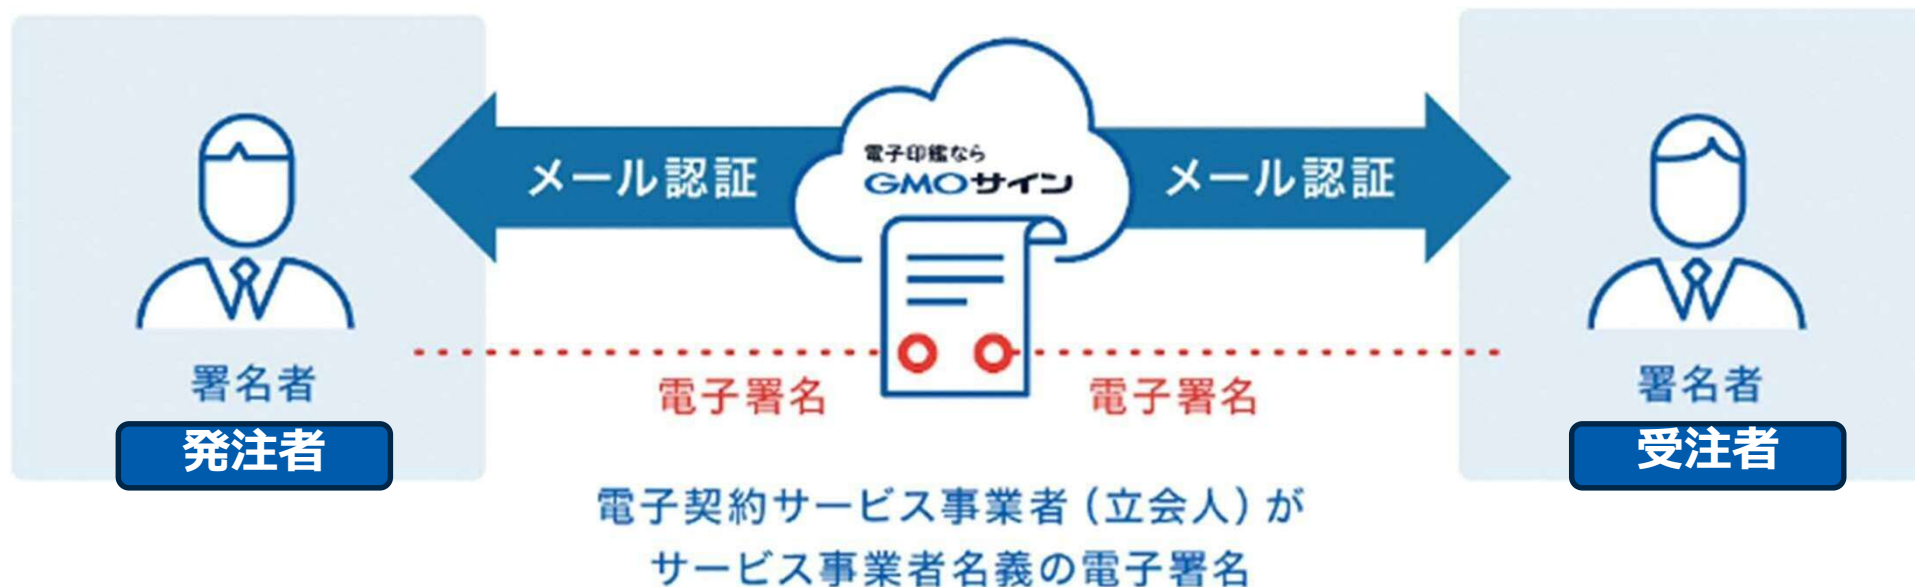 電子印鑑なら
GMOサイン
メール認証
メール認証
電子署名
電子署名
署名者
発注者
署名者
受注者
電子契約サービス事業者（立会人）が
サービス事業者名義の電子署名